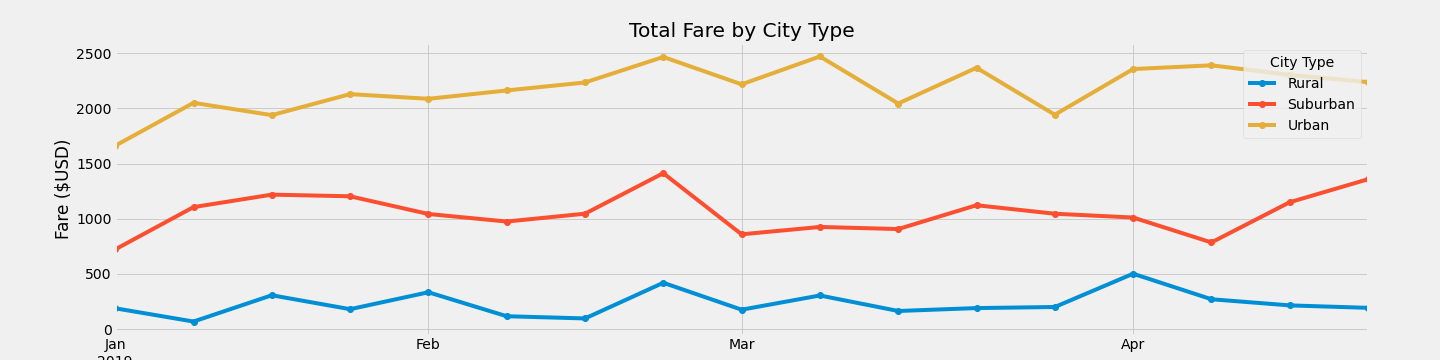 Total Fare by City Type
Fare ($USD)
2500
2000
1500
1000
500
0
City Type
Rural
Suburban
Urban
Jan
Feb
Mar
Apr
2019